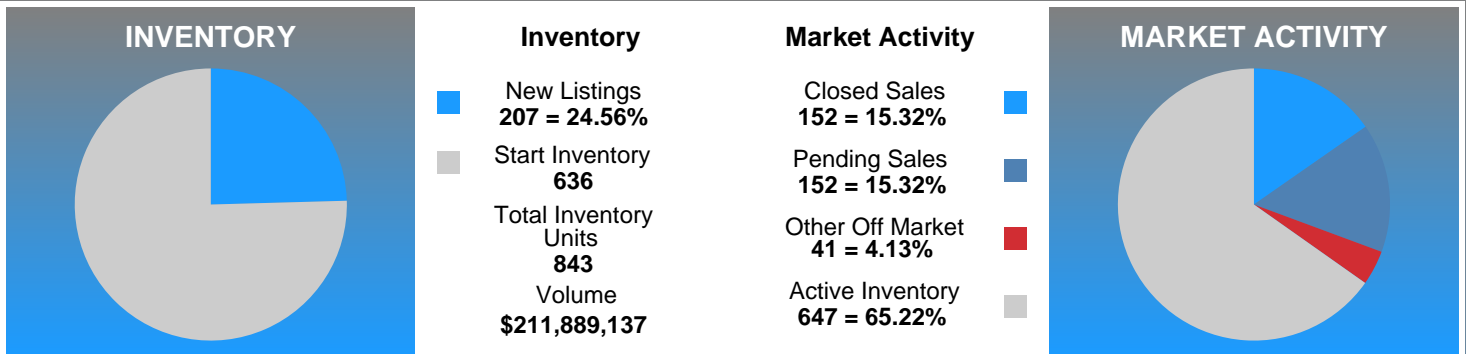 INVENTORY
Inventory
New Listings
207 = 24.56%
Start Inventory
636
Total Inventory
Units
843
Volume
$211,889,137
Market Activity
Closed Sales
152 = 15.32%
Pending Sales
152 = 15.32%
Other Off Market
41 = 4.13%
Active Inventory
647 = 65.22%
MARKET ACTIVITY